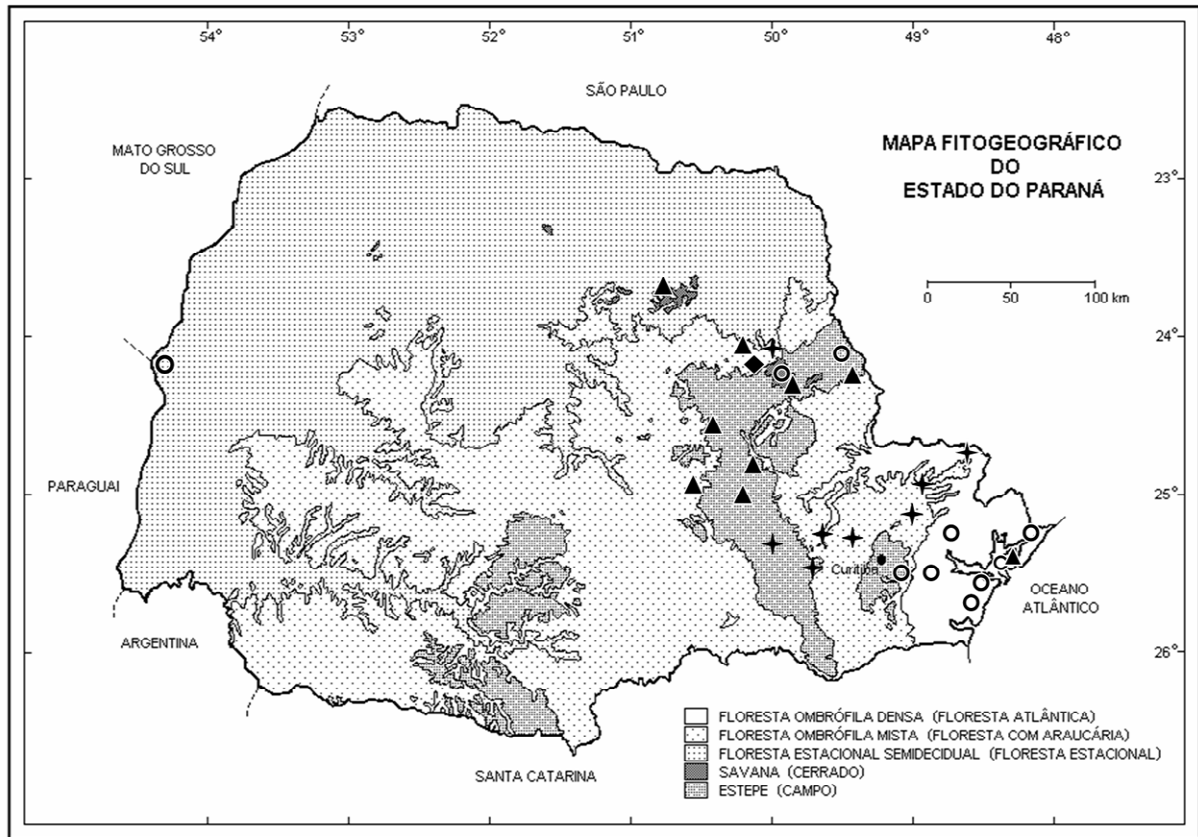 54°
53°
52°
51°
50°
49°
48°
SÃO PAULO
MATO GROSSO
DO SUL
MAPA FITOGEOGRÁFICO
DO
ESTADO DO PARANÁ
23°
0
50
100 km
24°
PARAGUAI
25°
Curitiba
OCEANO
ATLÂNTICO
ARGENTINA
26°
FLORESTA OMBRÓFILA DENSA (FLORESTA ATLÂNTICA)
FLORESTA OMBRÓFILA MISTA (FLORESTA COM ARAUCÁRIA)
FLORESTA ESTACIONAL SEMIDECIDUAL (FLORESTA ESTACIONAL)
SAVANA (CERRADO)
ESTEPE (CAMPO)
SANTA CATARINA